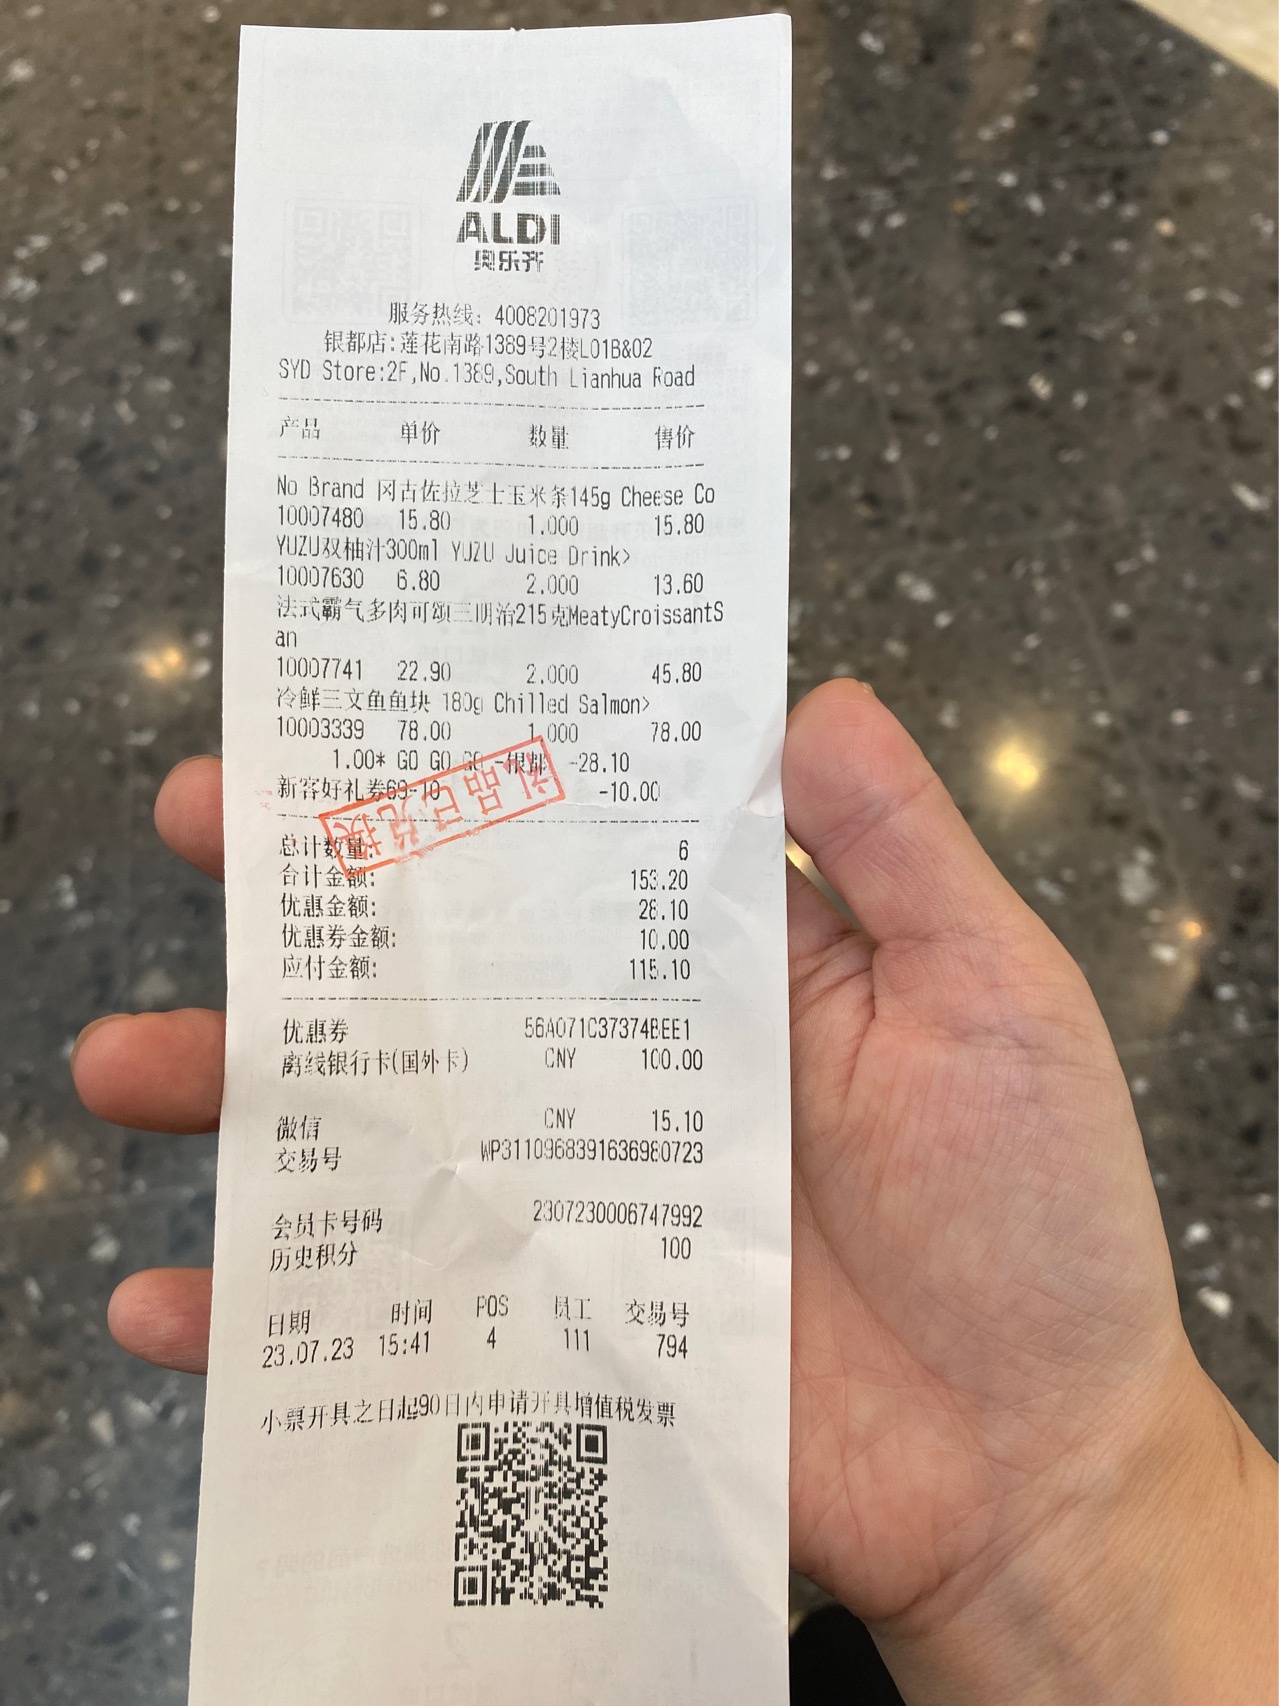 ALDI
奥乐齐
服务热线: 4008201973
银都店:莲花南路1389号2楼L01B&02
SYD Store:2F,No.1389,South Lianhua Road
产品 单价 数量 售价
No Brand 冈古佐拉芝士玉米条145g Cheese Co
10007480 15.80 1.000 15.80
YUZU双柚汁300ml YUZU Juice Drink>
10007630 6.80 2.000 13.60
法式霸气多肉可颂三明治215克MeatyCroissantS
an
10007741 22.90 2.000 45.80
冷鲜三文鱼鱼块 180g Chilled Salmon>
10003339 78.00 1.000 78.00
1.00* GO GO GO -银都 -28.10
新客好礼券69-10 -10.00
礼品已兑换
总计数量: 6
合计金额: 153.20
优惠金额: 28.10
优惠券金额: 10.00
应付金额: 115.10
优惠券 56A071C37374BEE1
离线银行卡(国外卡) CNY 100.00
微信 CNY 15.10
交易号 WP3110968391636980723
会员卡号码 2307230006747992
历史积分 100
日期 时间 POS 员工 交易号
23.07.23 15:41 4 111 794
小票开具之日起90日内申请开具增值税发票